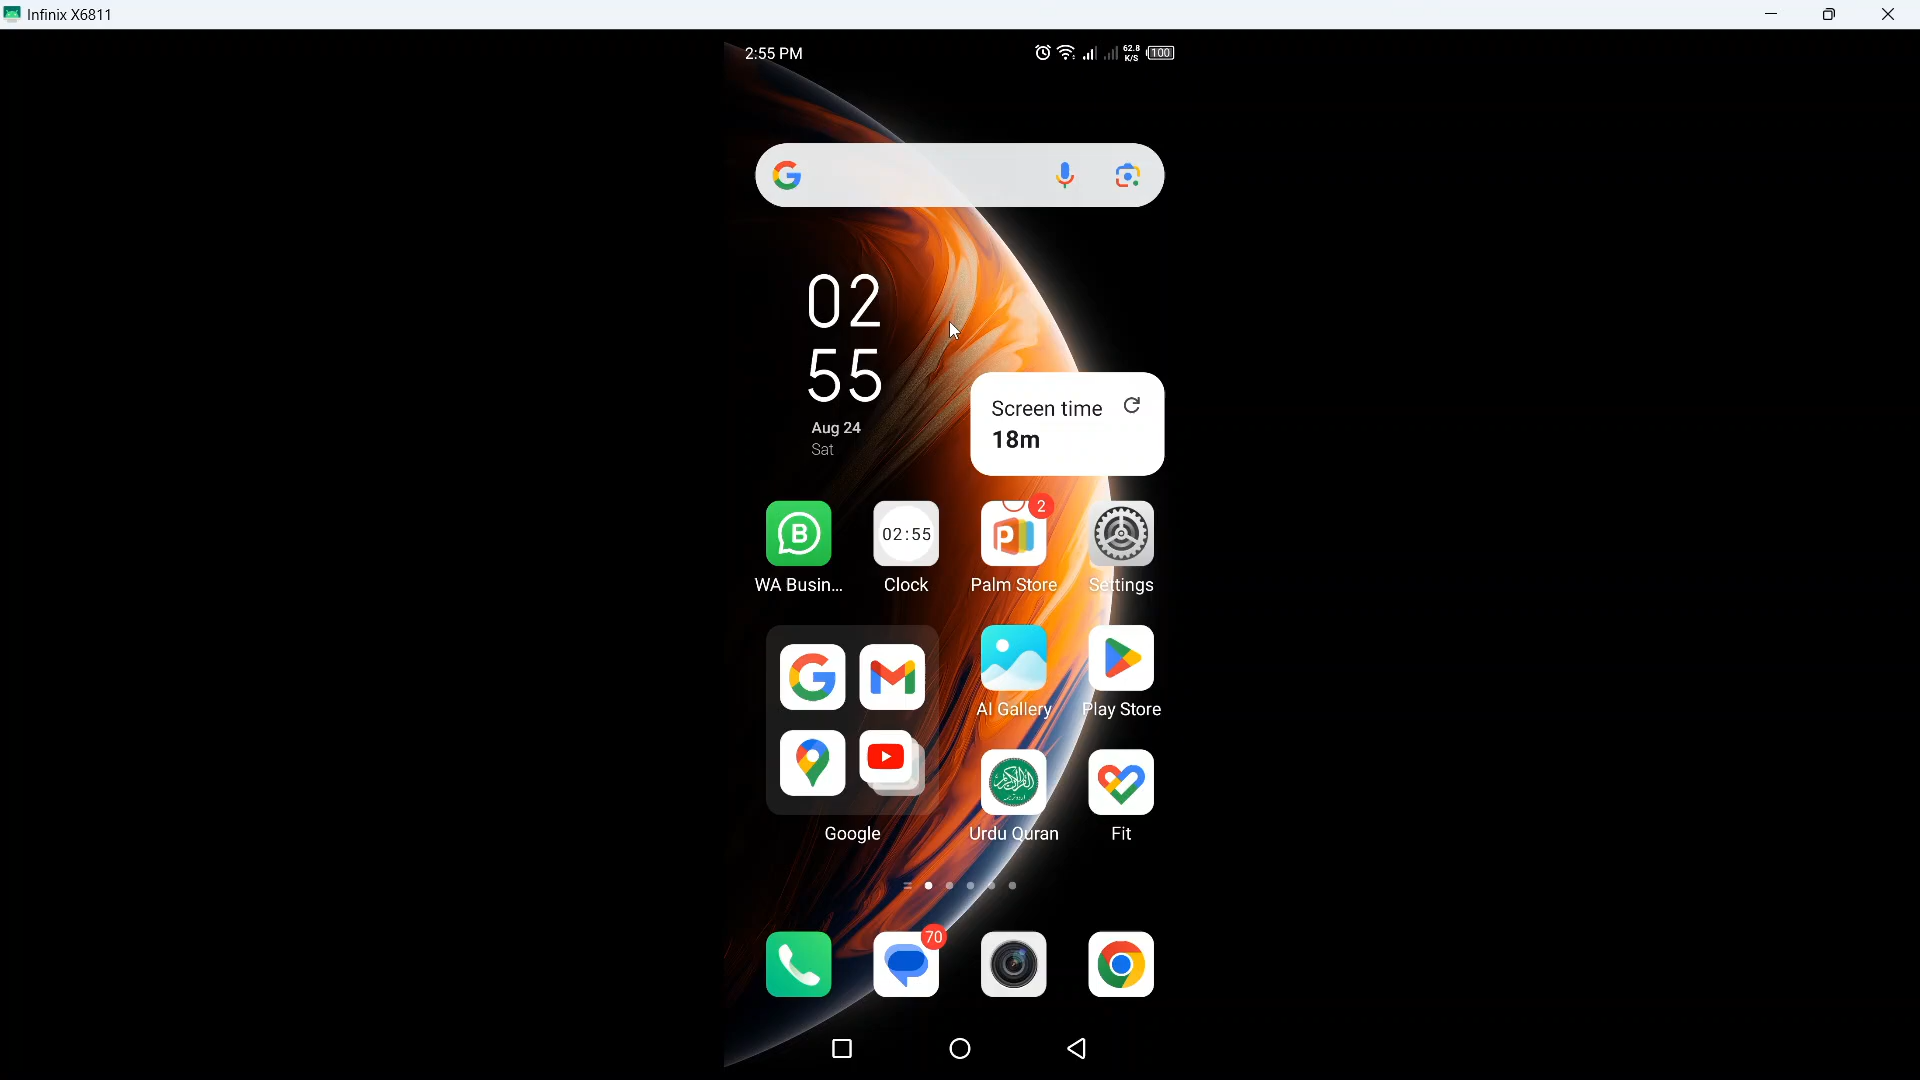 Infinix X6811
2:55 PM
62.8
K/S
100
02
55
Aug 24
Sat
Screen time
18m
02:55
2
WA Busin...
Clock
Palm Store
Settings
AI Gallery
Play Store
Google
Urdu Quran
Fit
70